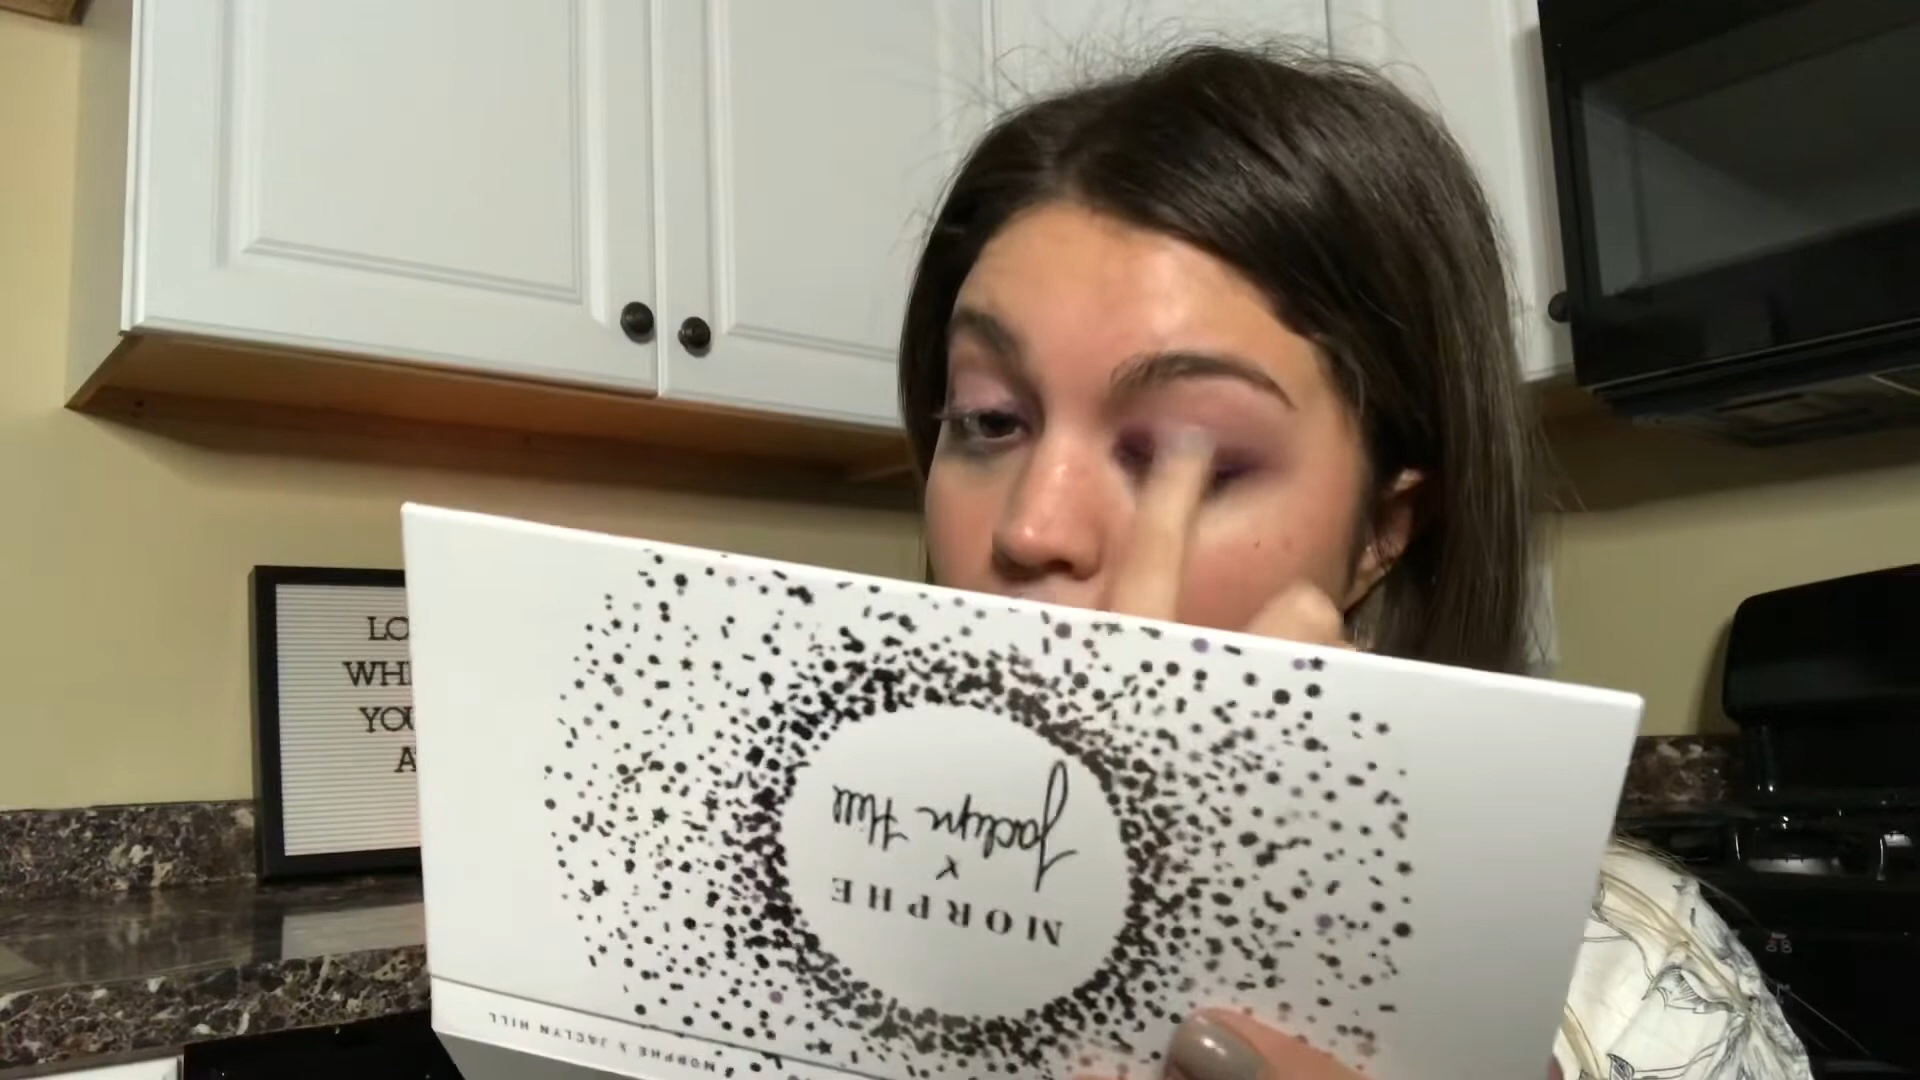 LO
WH
YOU
A
MORPHE
X
Jaclyn Hill
MORPHE X JACLYN HILL